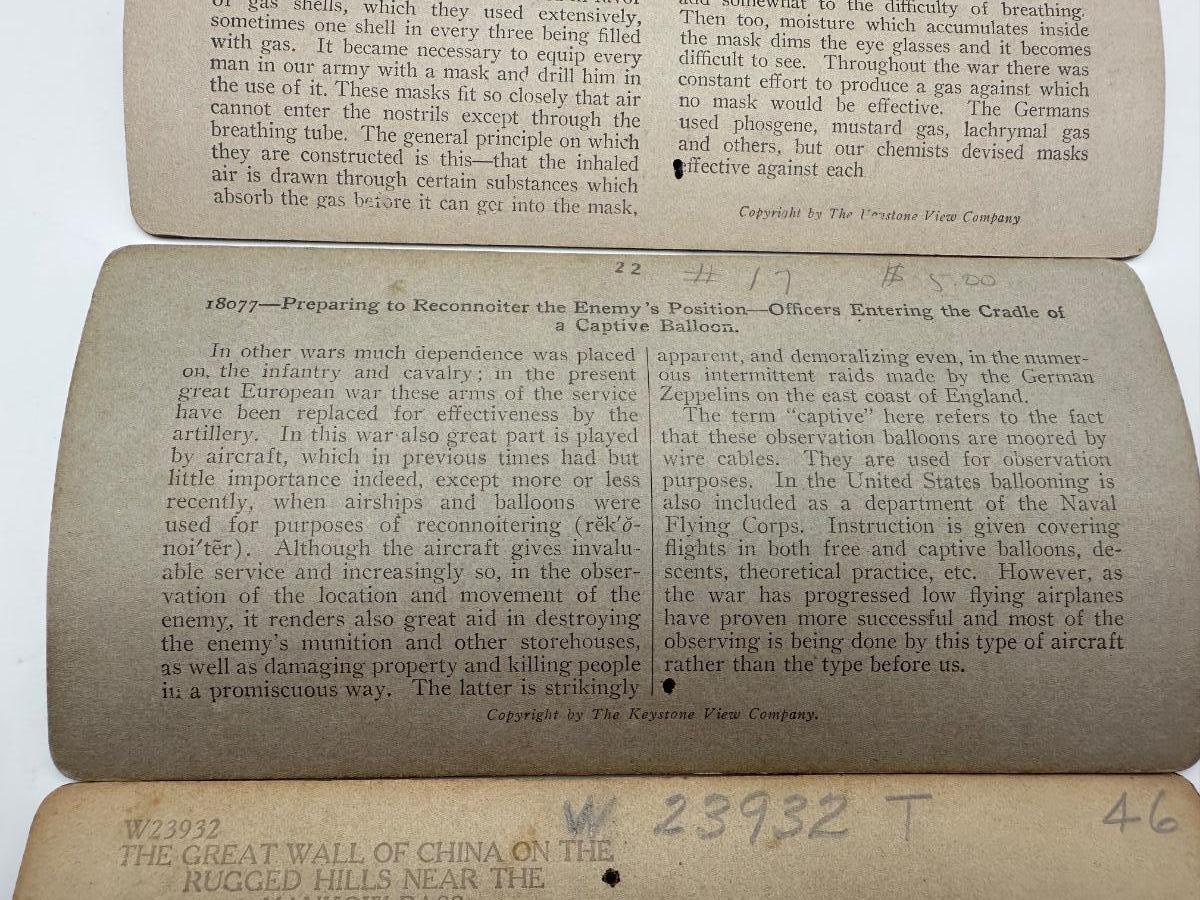 of gas shells, which they used extensively,
sometimes one shell in every three being filled
with gas. It became necessary to equip every
man in our army with a mask and drill him in
the use of it. These masks fit so closely that air
cannot enter the nostrils except through the
breathing tube. The general principle on which
they are constructed is this—that the inhaled
air is drawn through certain substances which
absorb the gas before it can get into the mask,
add somewhat to the difficulty of breathing.
Then too, moisture which accumulates inside
the mask dims the eye glasses and it becomes
difficult to see. Throughout the war there was
constant effort to produce a gas against which
no mask would be effective. The Germans
used phosgene, mustard gas, lachrymal gas
and others, but our chemists devised masks
effective against each
Copyright by The Keystone View Company
22 # 17 $ 5.00
18077—Preparing to Reconnoiter the Enemy's Position—Officers Entering the Cradle of
a Captive Balloon.
In other wars much dependence was placed
on, the infantry and cavalry; in the present
great European war these arms of the service
have been replaced for effectiveness by the
artillery. In this war also great part is played
by aircraft, which in previous times had but
little importance indeed, except more or less
recently, when airships and balloons were
used for purposes of reconnoitering (rĕk′ŏ-
noi′tẽr). Although the aircraft gives invalu-
able service and increasingly so, in the obser-
vation of the location and movement of the
enemy, it renders also great aid in destroying
the enemy's munition and other storehouses,
as well as damaging property and killing people
in a promiscuous way. The latter is strikingly
apparent, and demoralizing even, in the numer-
ous intermittent raids made by the German
Zeppelins on the east coast of England.
The term "captive" here refers to the fact
that these observation balloons are moored by
wire cables. They are used for observation
purposes. In the United States ballooning is
also included as a department of the Naval
Flying Corps. Instruction is given covering
flights in both free and captive balloons, de-
scents, theoretical practice, etc. However, as
the war has progressed low flying airplanes
have proven more successful and most of the
observing is being done by this type of aircraft
rather than the type before us.
Copyright by The Keystone View Company.
W 23932 T 46
W23932
THE GREAT WALL OF CHINA ON THE
RUGGED HILLS NEAR THE